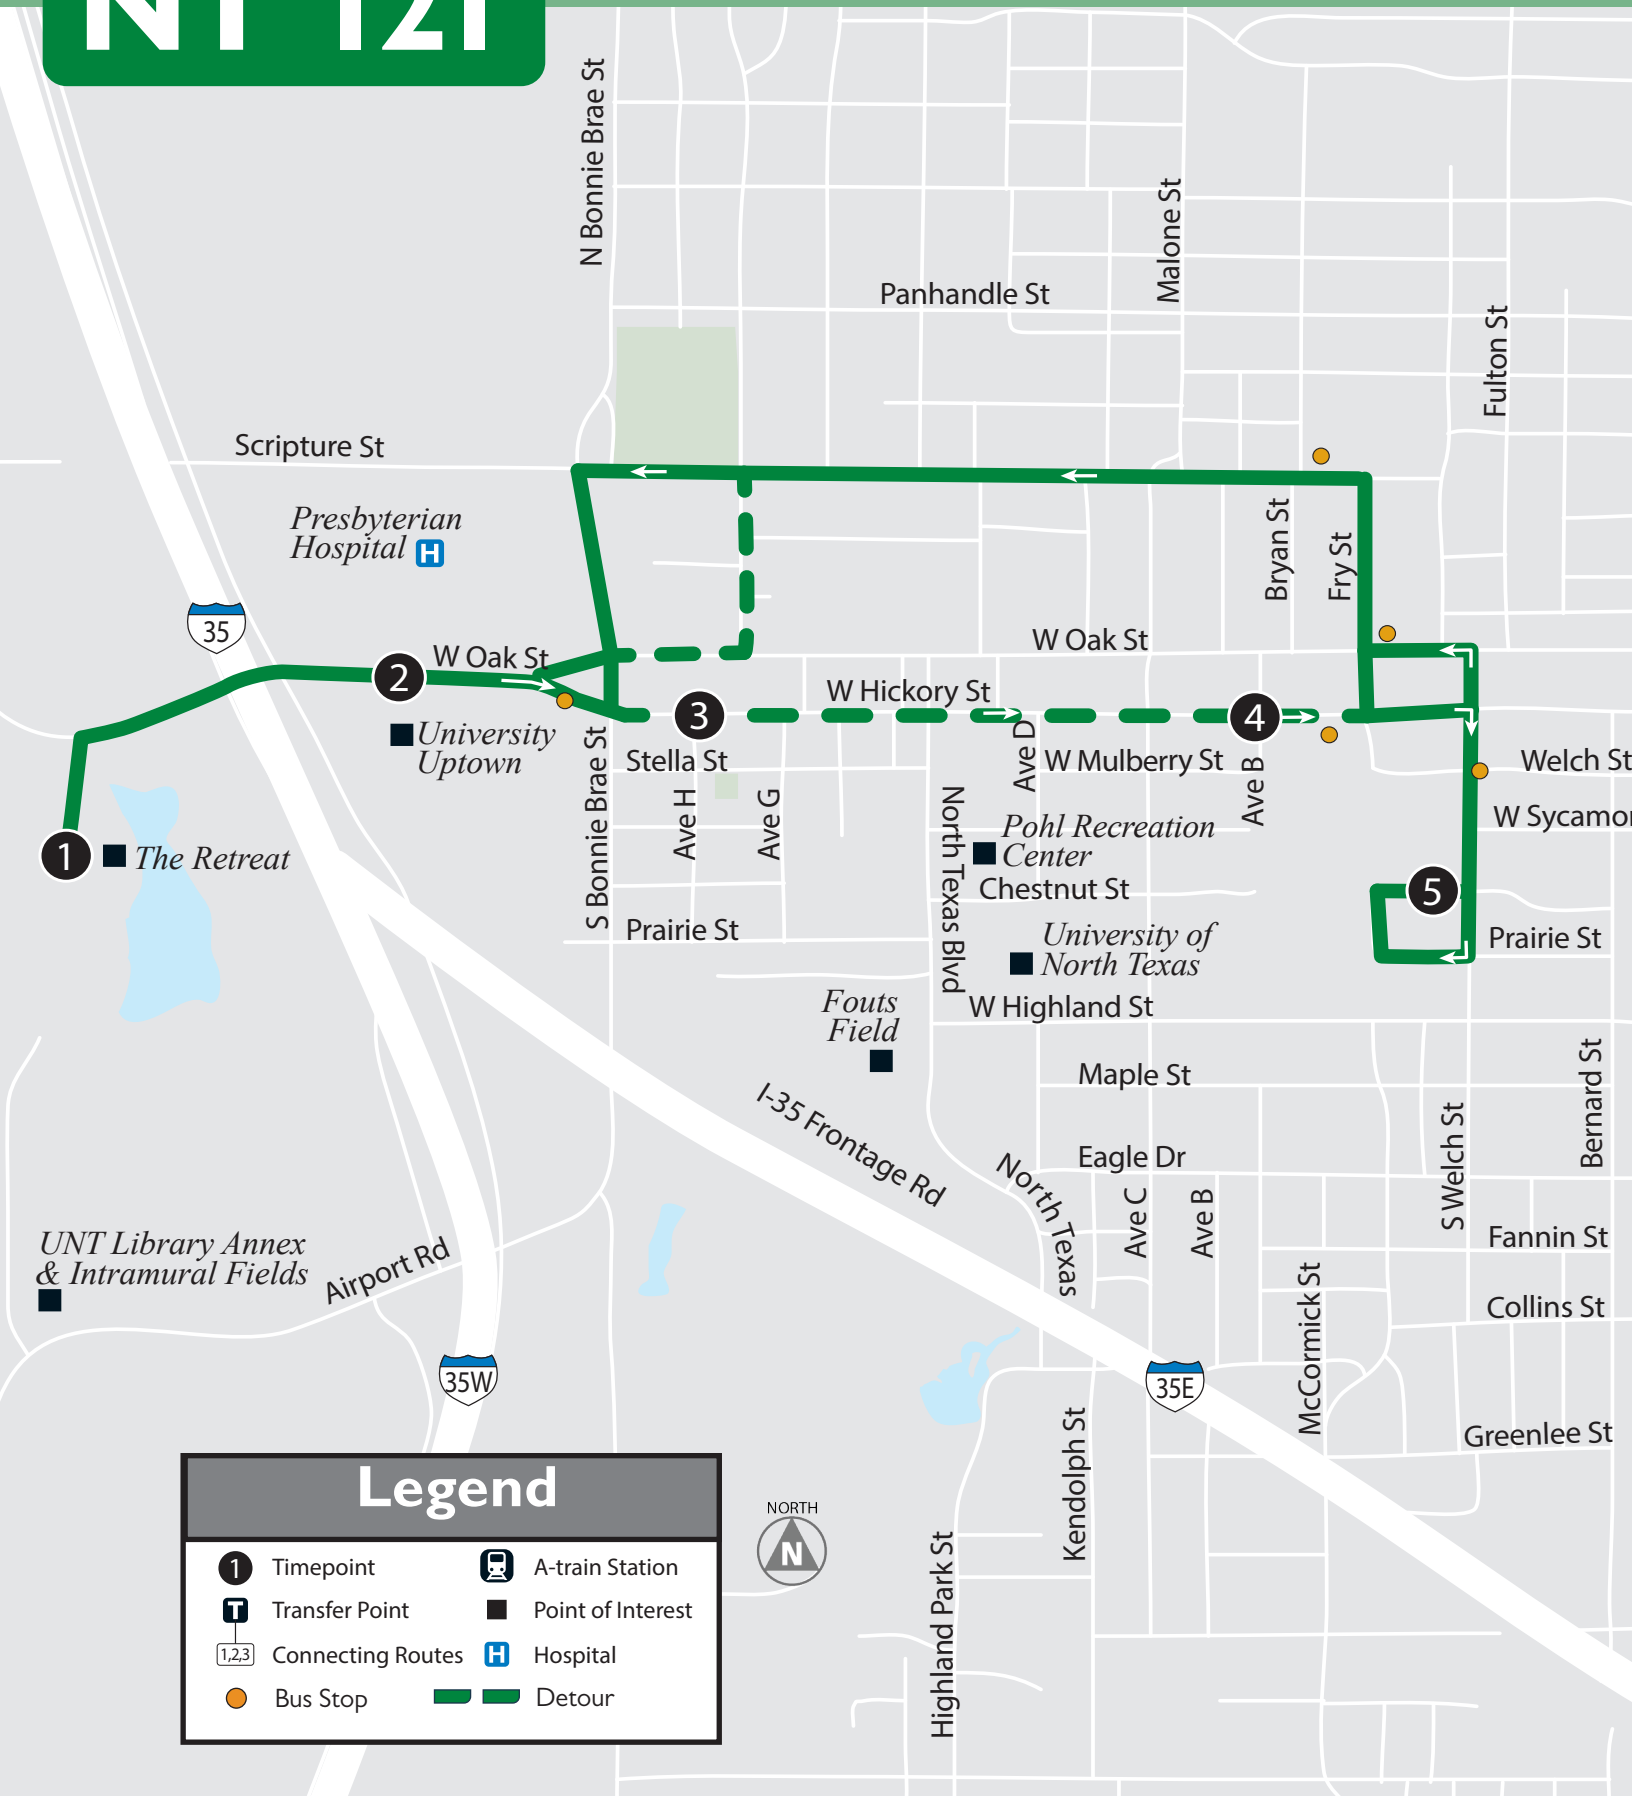 NT 121
N Bonnie Brae St
Malone St
Panhandle St
Fulton St
Scripture St
Presbyterian
Hospital H
Bryan St
Fry St
35
W Oak St
W Oak St
2
W Hickory St
3
4
University
Uptown
S Bonnie Brae St
Stella St
Ave D
W Mulberry St
Ave B
Welch St
W Sycamor
Ave H
Ave G
North Texas Blvd
Pohl Recreation
Center
1
The Retreat
Chestnut St
5
Prairie St
University of
North Texas
Prairie St
Fouts
Field
W Highland St
Maple St
Bernard St
I-35 Frontage Rd
S Welch St
Eagle Dr
North Texas
Ave C
Ave B
UNT Library Annex
& Intramural Fields
Airport Rd
Fannin St
McCormick St
Collins St
35W
35E
Kendolph St
Greenlee St
Highland Park St
NORTH
N
Legend
1 Timepoint
A-train Station
T Transfer Point
Point of Interest
1,2,3 Connecting Routes
H Hospital
Bus Stop
Detour